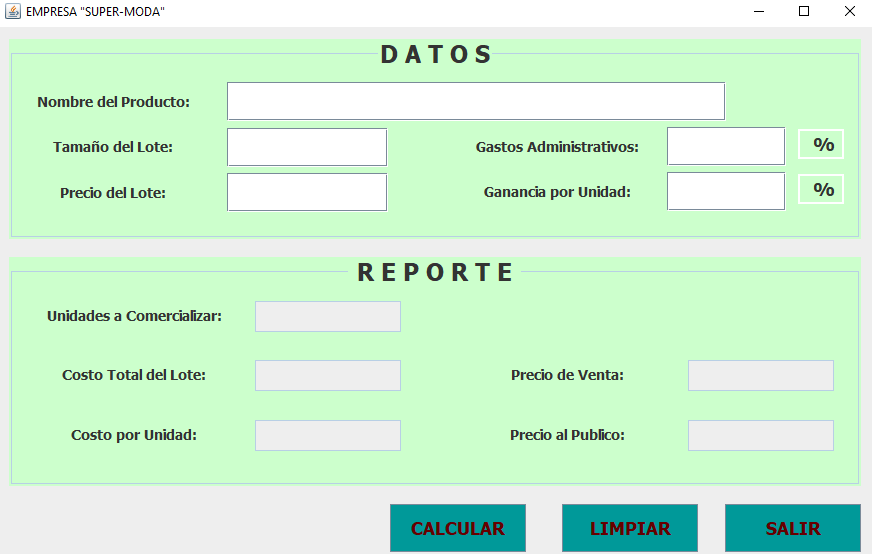 EMPRESA "SUPER-MODA"
D A T O S
Nombre del Producto:
Tamaño del Lote:
Gastos Administrativos:
%
Precio del Lote:
Ganancia por Unidad:
%
R E P O R T E
Unidades a Comercializar:
Costo Total del Lote:
Precio de Venta:
Costo por Unidad:
Precio al Publico:
CALCULAR
LIMPIAR
SALIR